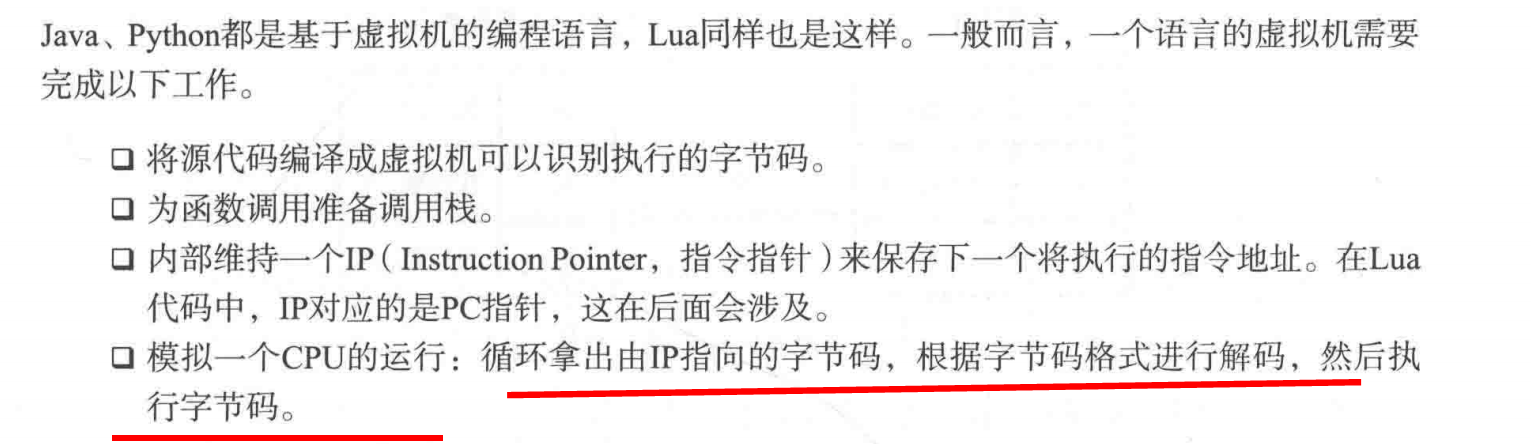 Java、Python都是基于虚拟机的编程语言，Lua同样也是这样。一般而言，一个语言的虚拟机需要
完成以下工作。
❑ 将源代码编译成虚拟机可以识别执行的字节码。
❑ 为函数调用准备调用栈。
❑ 内部维持一个IP（Instruction Pointer，指令指针）来保存下一个将执行的指令地址。在Lua
代码中，IP对应的是PC指针，这在后面会涉及。
❑ 模拟一个CPU的运行：循环拿出由IP指向的字节码，根据字节码格式进行解码，然后执
行字节码。